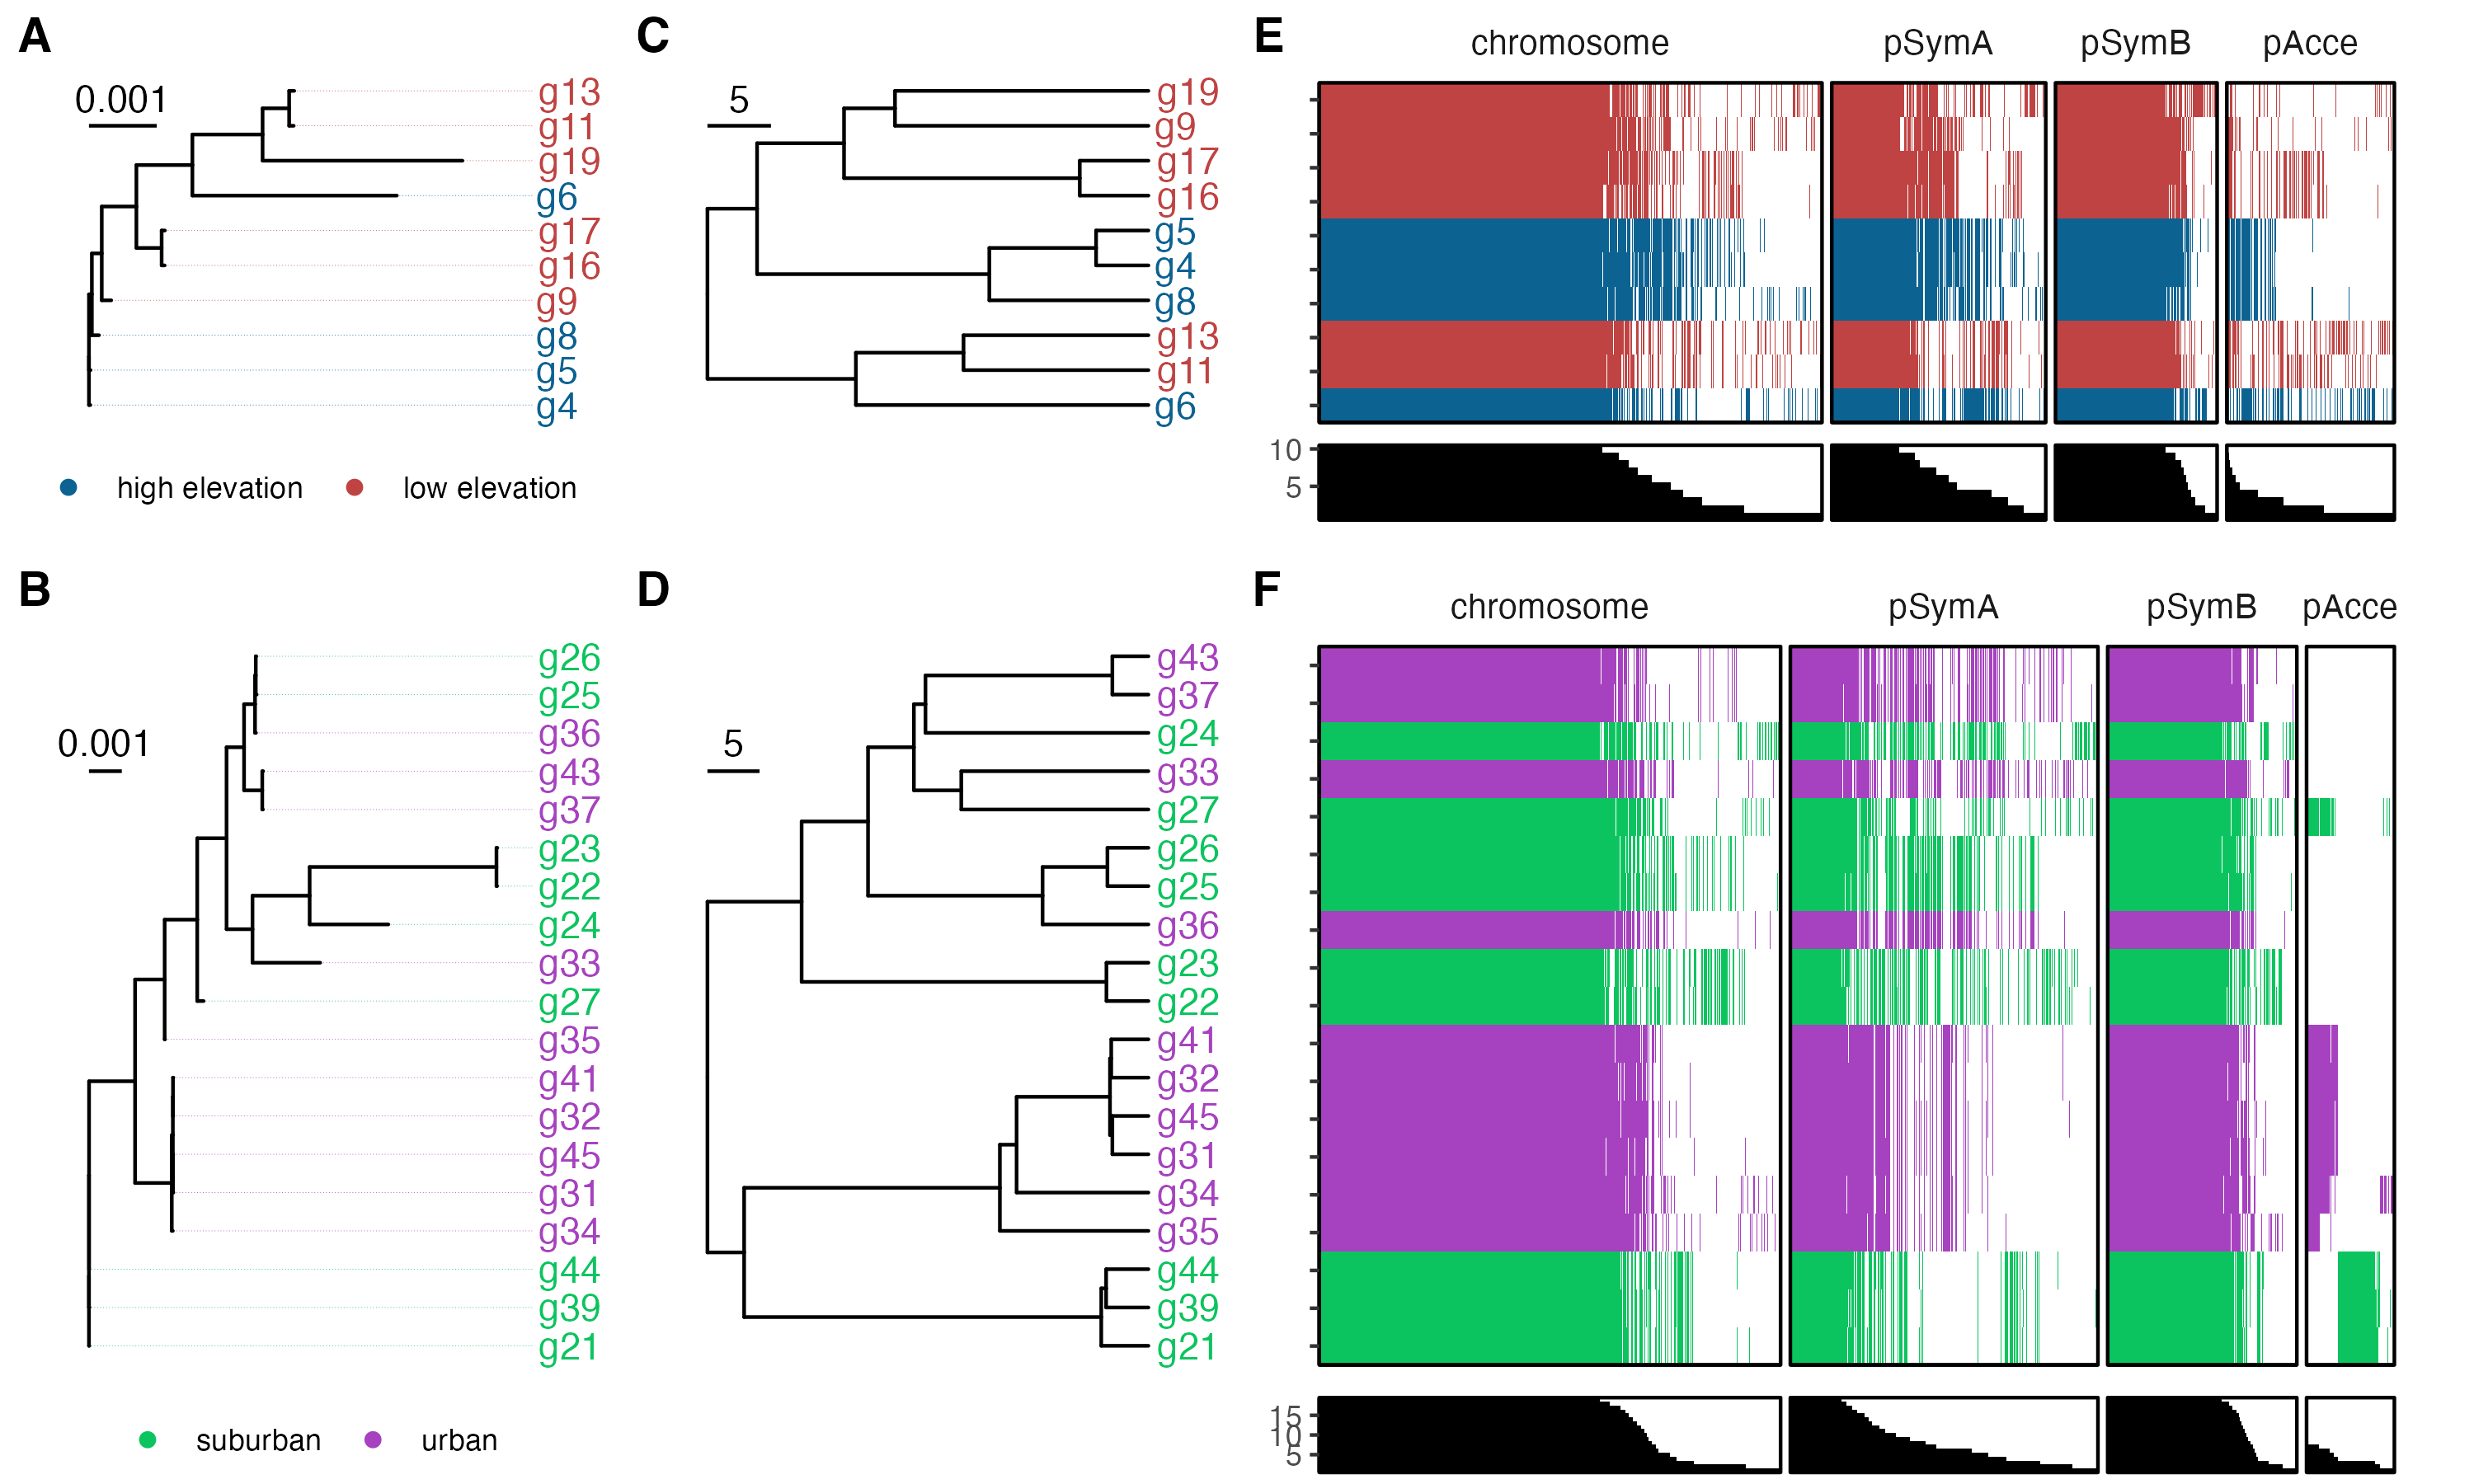 A
0.001
g13
g11
g19
g6
g17
g16
g9
g8
g5
g4
high elevation low elevation
C
5
g19
g9
g17
g16
g5
g4
g8
g13
g11
g6
E
chromosome pSymA pSymB pAcce
10
5
B
0.001
g26
g25
g36
g43
g37
g23
g22
g24
g33
g27
g35
g41
g32
g45
g31
g34
g44
g39
g21
suburban urban
D
5
g43
g37
g24
g33
g27
g26
g25
g36
g23
g22
g41
g32
g45
g31
g34
g35
g44
g39
g21
F
chromosome pSymA pSymB pAcce
15
10
5